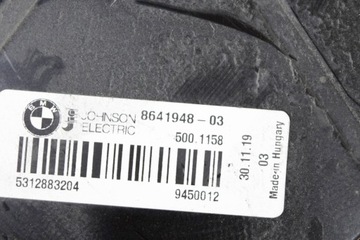 BMW
JOHNSON 8641948 - 03
ELECTRIC
500.1158
5312883204 9450012
30.11.19
03
Made in Hungary